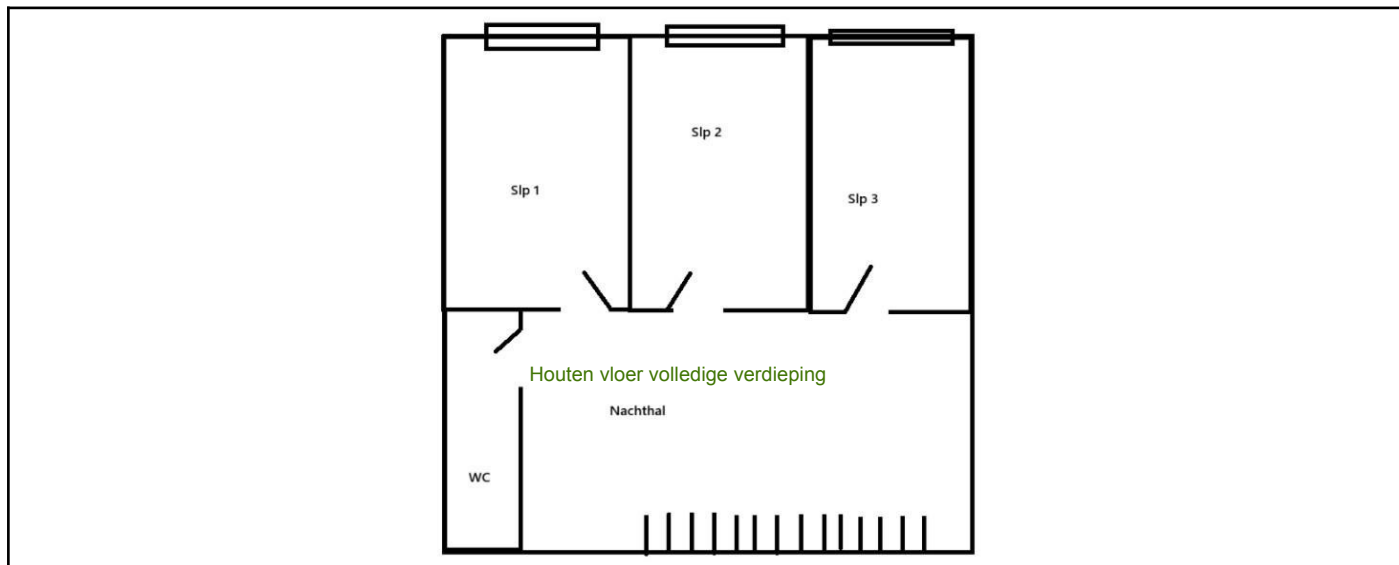 Slp 2
Slp 1
Slp 3
Houten vloer volledige verdieping
Nachthal
WC